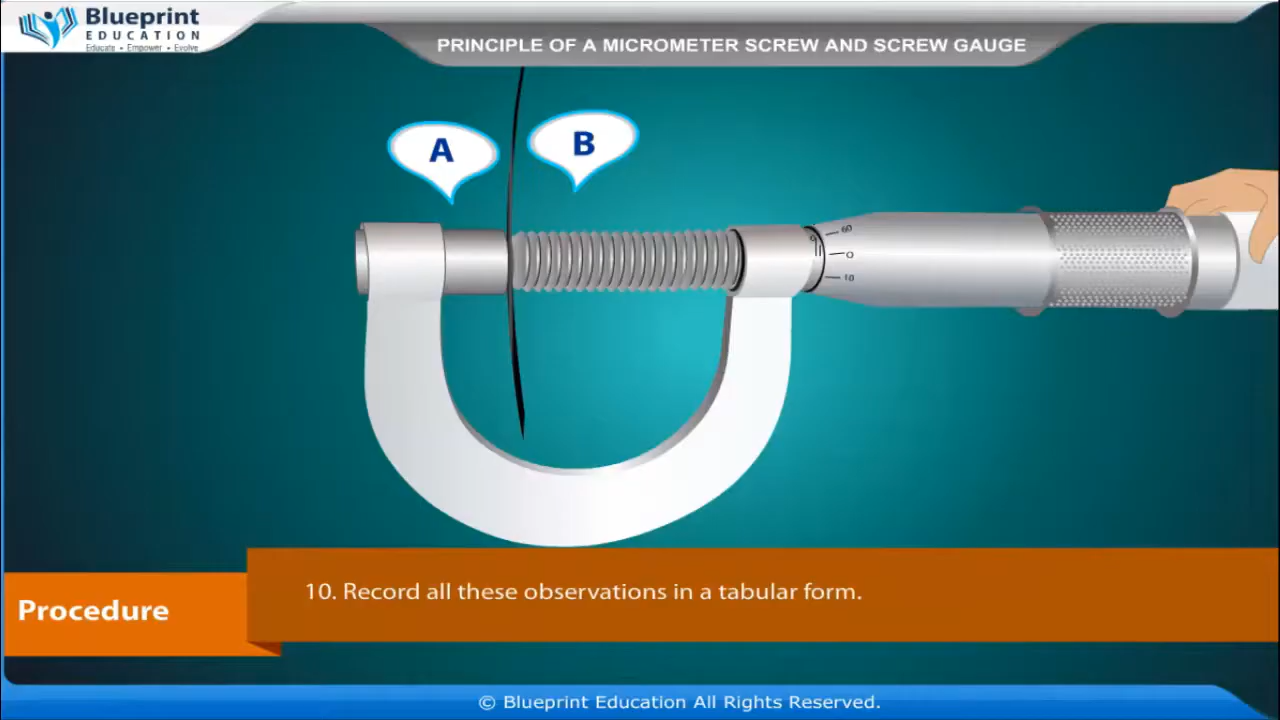 Blueprint
EDUCATION
Educate • Empower • Evolve
PRINCIPLE OF A MICROMETER SCREW AND SCREW GAUGE
A
B
0
60
O
10
10. Record all these observations in a tabular form.
Procedure
© Blueprint Education All Rights Reserved.